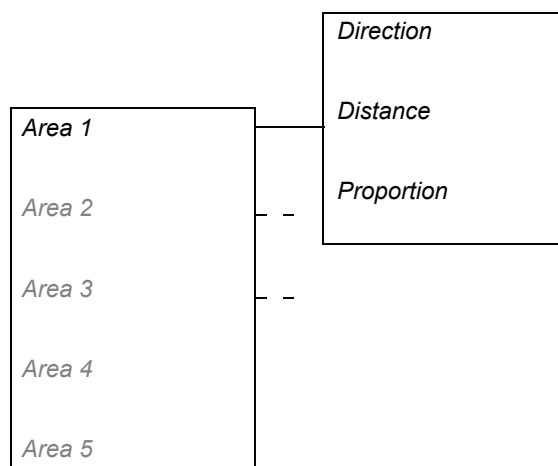 Direction
Distance
Proportion
Area 1
Area 2
Area 3
Area 4
Area 5